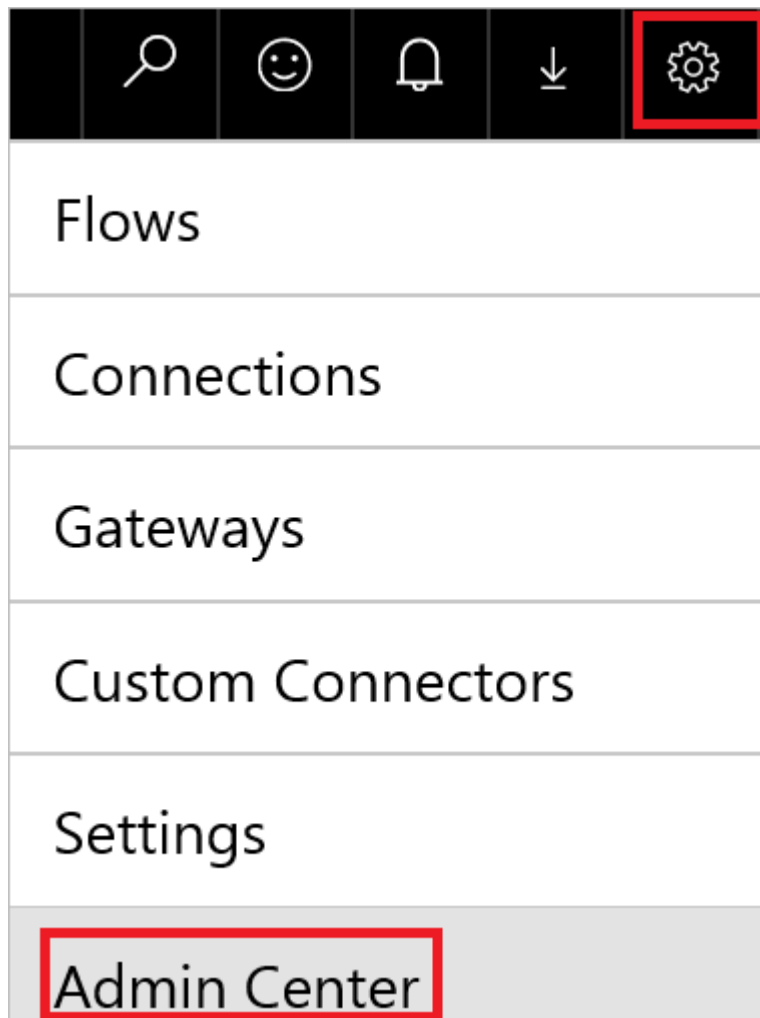 Flows
Connections
Gateways
Custom Connectors
Settings
Admin Center